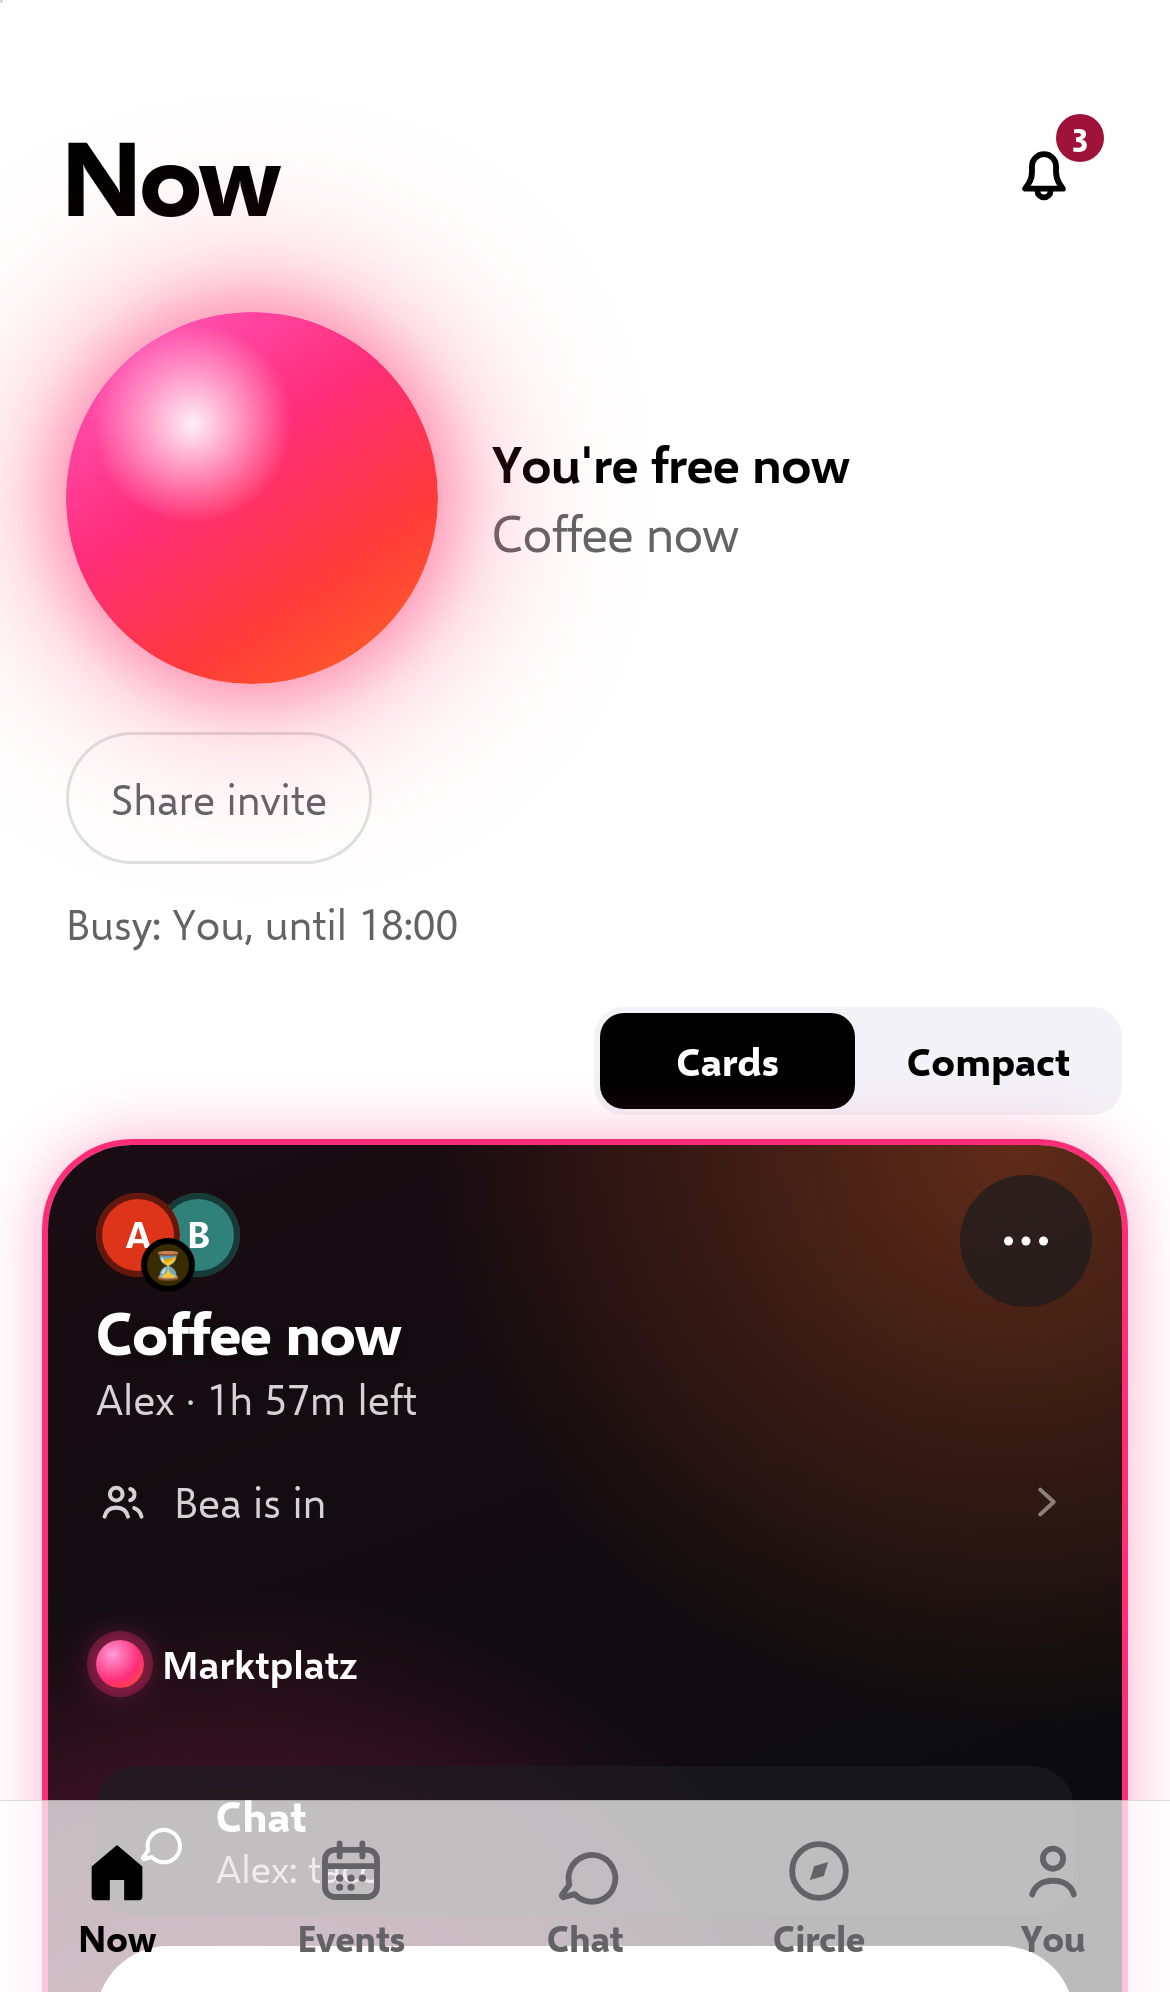 Now
3
You're free now
Coffee now
Share invite
Busy: You, until 18:00
Cards
Compact
A
B
Coffee now
Alex · 1h 57m left
Bea is in
Marktplatz
Chat
Alex:
Now
Events
Chat
Circle
You